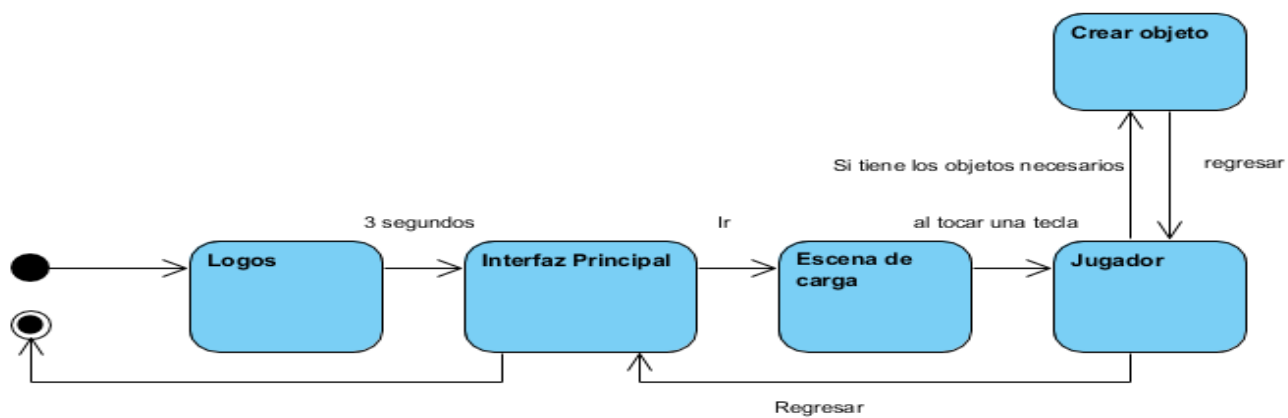 Crear objeto
Si tiene los objetos necesarios
regresar
3 segundos
Ir
al tocar una tecla
Logos
Interfaz Principal
Escena de
carga
Jugador
Regresar